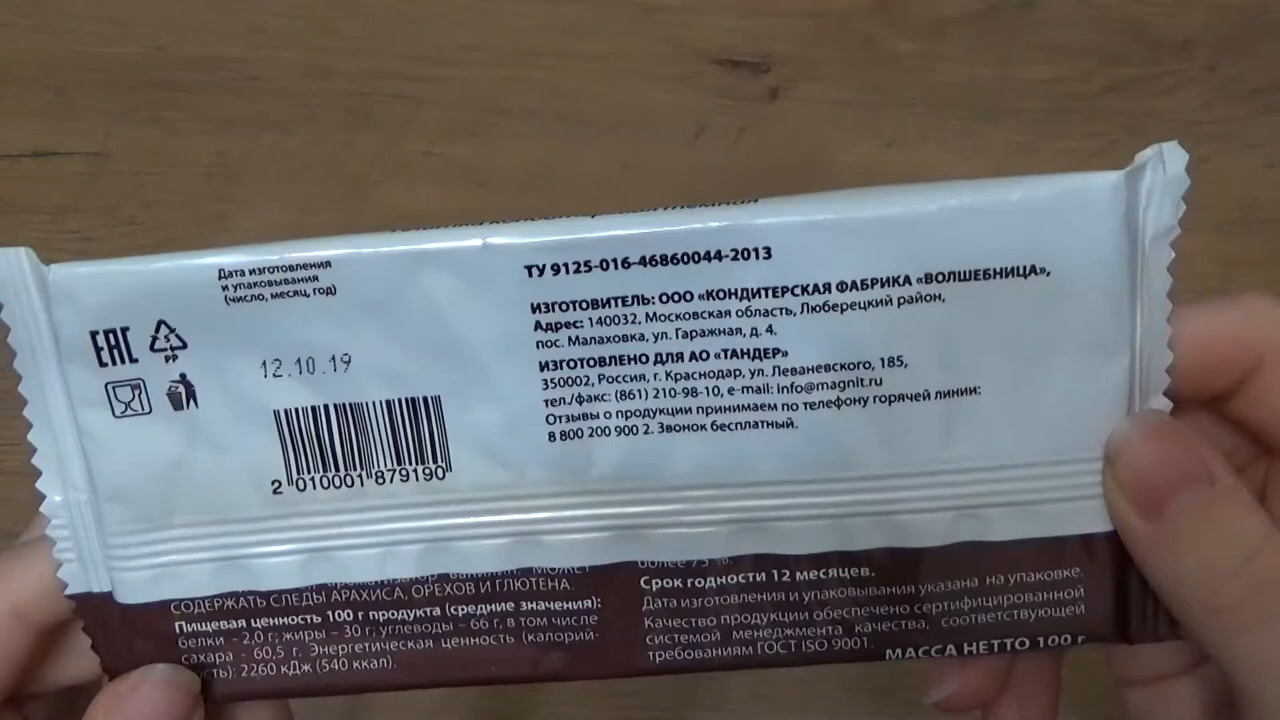 Дата изготовления
и упаковывания
(число, месяц, год)
EAC
5
PP
12.10.19
2 010001 879190
ТУ 9125-016-46860044-2013
ИЗГОТОВИТЕЛЬ: ООО «КОНДИТЕРСКАЯ ФАБРИКА «ВОЛШЕБНИЦА»,
Адрес: 140032, Московская область, Люберецкий район,
пос. Малаховка, ул. Гаражная, д. 4.
ИЗГОТОВЛЕНО ДЛЯ АО «ТАНДЕР»
350002, Россия, г. Краснодар, ул. Леваневского, 185,
тел./факс: (861) 210-98-10, e-mail: info@magnit.ru
Отзывы о продукции принимаем по телефону горячей линии:
8 800 200 900 2. Звонок бесплатный.
СОДЕРЖАТЬ СЛЕДЫ АРАХИСА, ОРЕХОВ И ГЛЮТЕНА.
Пищевая ценность 100 г продукта (средние значения):
белки - 2,0 г; жиры – 30 г; углеводы – 66 г, в том числе
сахара - 60,5 г. Энергетическая ценность (калорий-
ть): 2260 кДж (540 ккал).
более 75 %.
Срок годности 12 месяцев.
Дата изготовления и упаковывания указана на упаковке.
Качество продукции обеспечено сертифицированной
системой менеджмента качества, соответствующей
требованиям ГОСТ ISO 9001.
МАССА НЕТТО 100 г